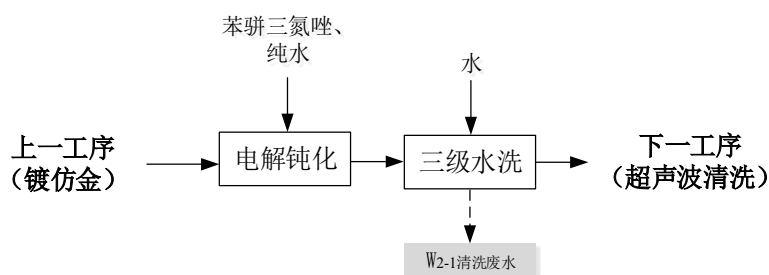 苯骈三氮唑、
纯水
水
上一工序
（镀仿金）
电解钝化
三级水洗
下一工序
（超声波清洗）
W2-1清洗废水